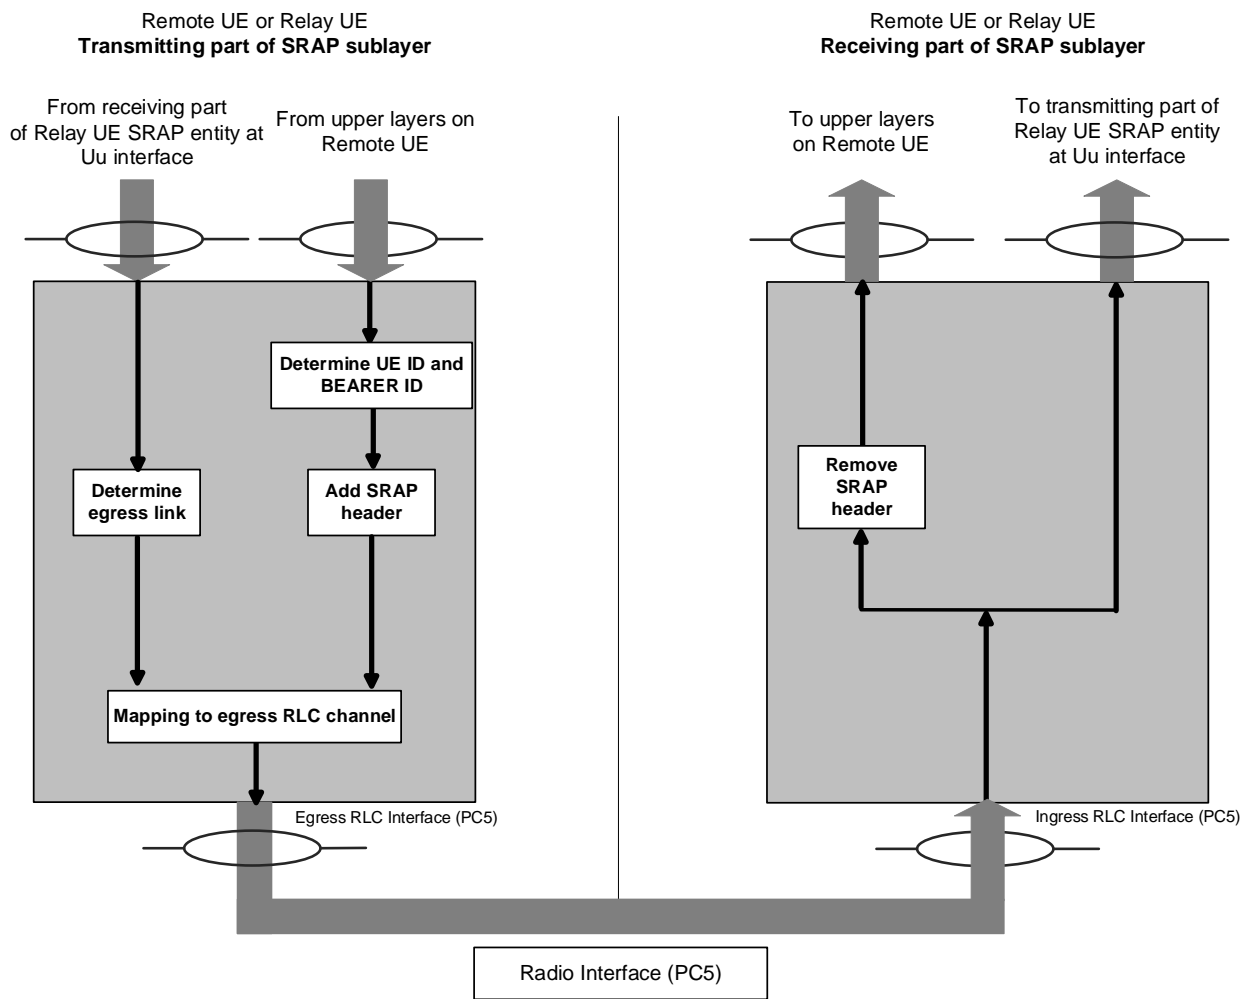 Remote UE or Relay UE
Transmitting part of SRAP sublayer
Remote UE or Relay UE
Receiving part of SRAP sublayer
From receiving part
of Relay UE SRAP entity at
Uu interface
From upper layers on
Remote UE
To upper layers
on Remote UE
To transmitting part of
Relay UE SRAP entity
at Uu interface
Determine UE ID and
BEARER ID
Determine
egress link
Add SRAP
header
Mapping to egress RLC channel
Remove
SRAP
header
Egress RLC Interface (PC5)
Ingress RLC Interface (PC5)
Radio Interface (PC5)